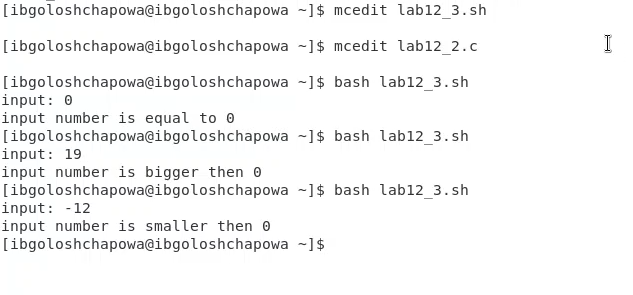 [ibgoloshchapowa@ibgoloshchapowa ~]$ mcedit lab12_3.sh
[ibgoloshchapowa@ibgoloshchapowa ~]$ mcedit lab12_2.c
[ibgoloshchapowa@ibgoloshchapowa ~]$ bash lab12_3.sh
input: 0
input number is equal to 0
[ibgoloshchapowa@ibgoloshchapowa ~]$ bash lab12_3.sh
input: 19
input number is bigger then 0
[ibgoloshchapowa@ibgoloshchapowa ~]$ bash lab12_3.sh
input: -12
input number is smaller then 0
[ibgoloshchapowa@ibgoloshchapowa ~]$